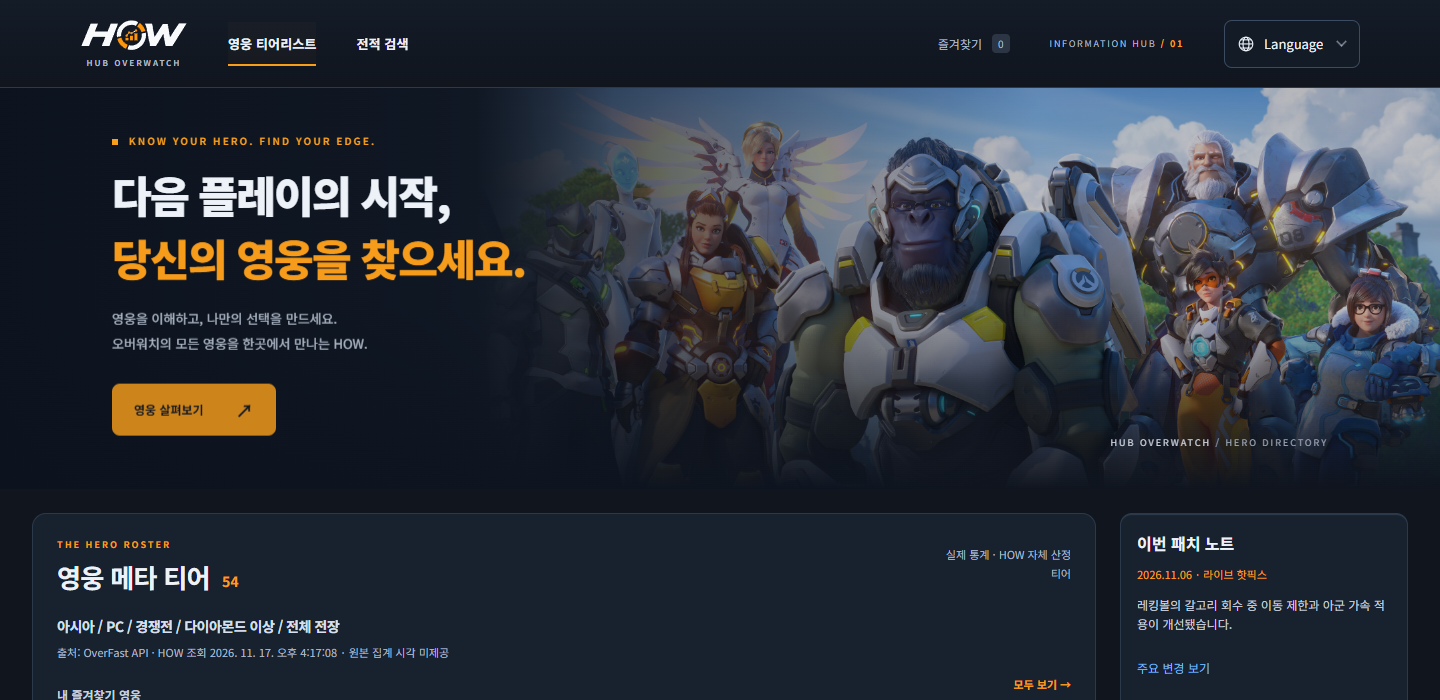 HOW
HUB OVERWATCH
영웅 티어리스트
전적 검색
즐겨찾기 0
INFORMATION HUB / 01
Language
KNOW YOUR HERO. FIND YOUR EDGE.
다음 플레이의 시작,
당신의 영웅을 찾으세요.
영웅을 이해하고, 나만의 선택을 만드세요.
오버워치의 모든 영웅을 한곳에서 만나는 HOW.
영웅 살펴보기 ↗
08
HUB OVERWATCH / HERO DIRECTORY
THE HERO ROSTER
영웅 메타 티어 54
실제 통계 · HOW 자체 산정
티어
아시아 / PC / 경쟁전 / 다이아몬드 이상 / 전체 전장
출처: OverFast API · HOW 조회 2026. 11. 17. 오후 4:17:08 · 원본 집계 시각 미제공
내 즐겨찾기 영웅
모두 보기 →
이번 패치 노트
2026.11.06 · 라이브 핫픽스
레킹볼의 갈고리 회수 중 이동 제한과 아군 가속 적
용이 개선됐습니다.
주요 변경 보기